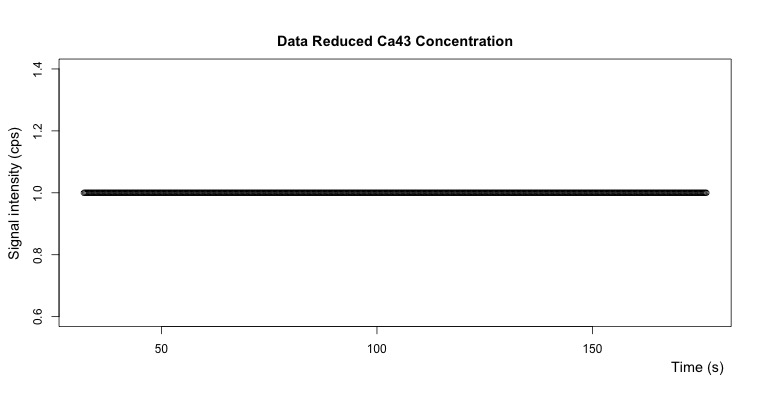 Data Reduced Ca43 Concentration
Signal intensity (cps)
1.4
1.2
1.0
0.8
0.6
50 100 150
Time (s)